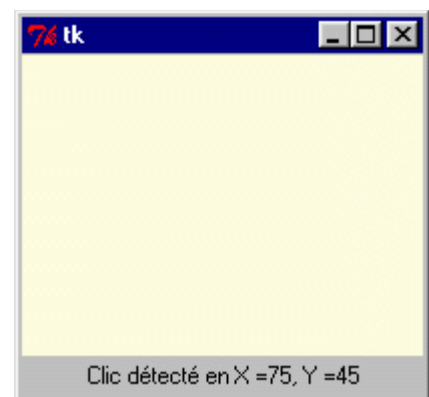 tk
Clic détecté en X =75, Y =45